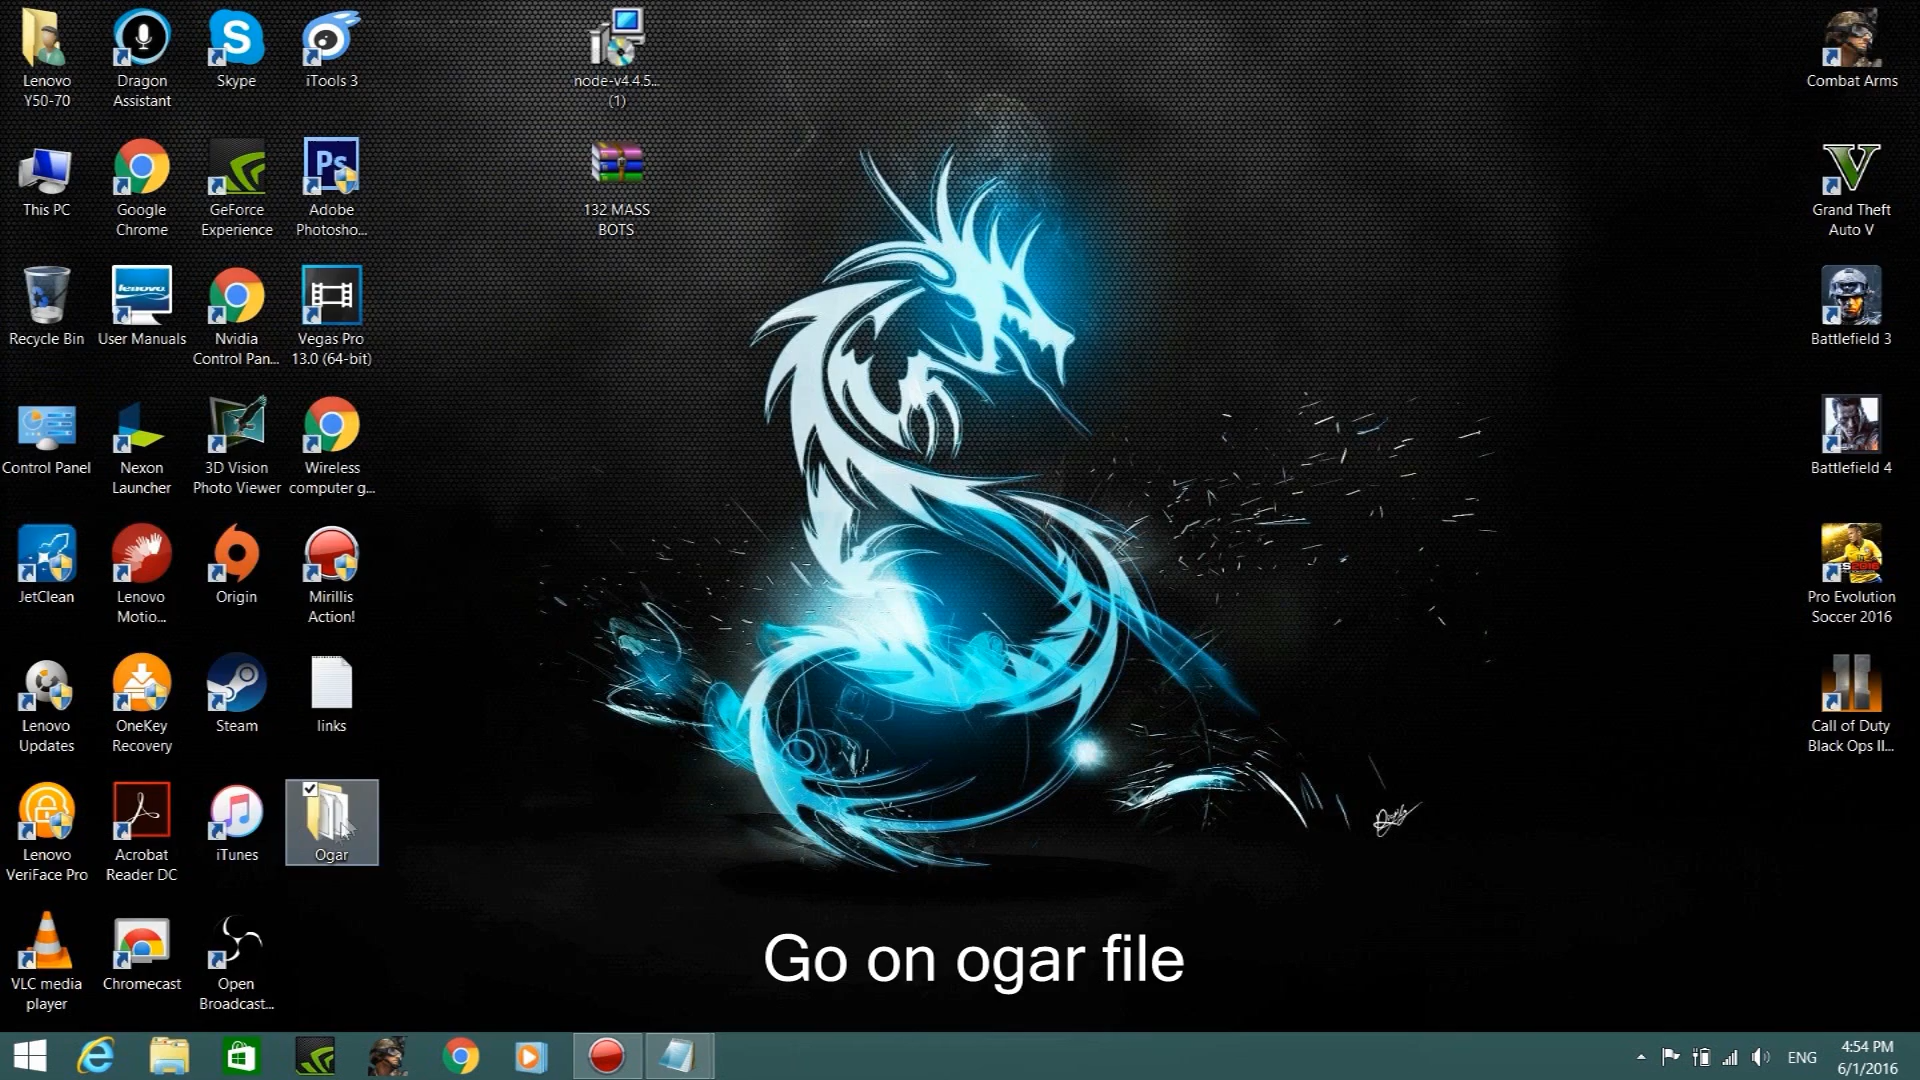 Lenovo
Y50-70
Dragon
Assistant
Skype
iTools 3
node-v4.4.5...
(1)
Combat Arms
This PC
Google
Chrome
GeForce
Experience
Ps
Adobe
Photosho...
132 MASS
BOTS
Grand Theft
Auto V
Recycle Bin
lenovo
User Manuals
Nvidia
Control Pan...
Vegas Pro
13.0 (64-bit)
Battlefield 3
Control Panel
Nexon
Launcher
3D Vision
Photo Viewer
Wireless
computer g...
Battlefield 4
JetClean
Lenovo
Motio...
Origin
Mirillis
Action!
Pro Evolution
Soccer 2016
Lenovo
Updates
OneKey
Recovery
Steam
links
Call of Duty
Black Ops II...
Lenovo
VeriFace Pro
Acrobat
Reader DC
iTunes
Ogar
VLC media
player
Chromecast
Open
Broadcast...
Go on ogar file
ENG
4:54 PM
6/1/2016